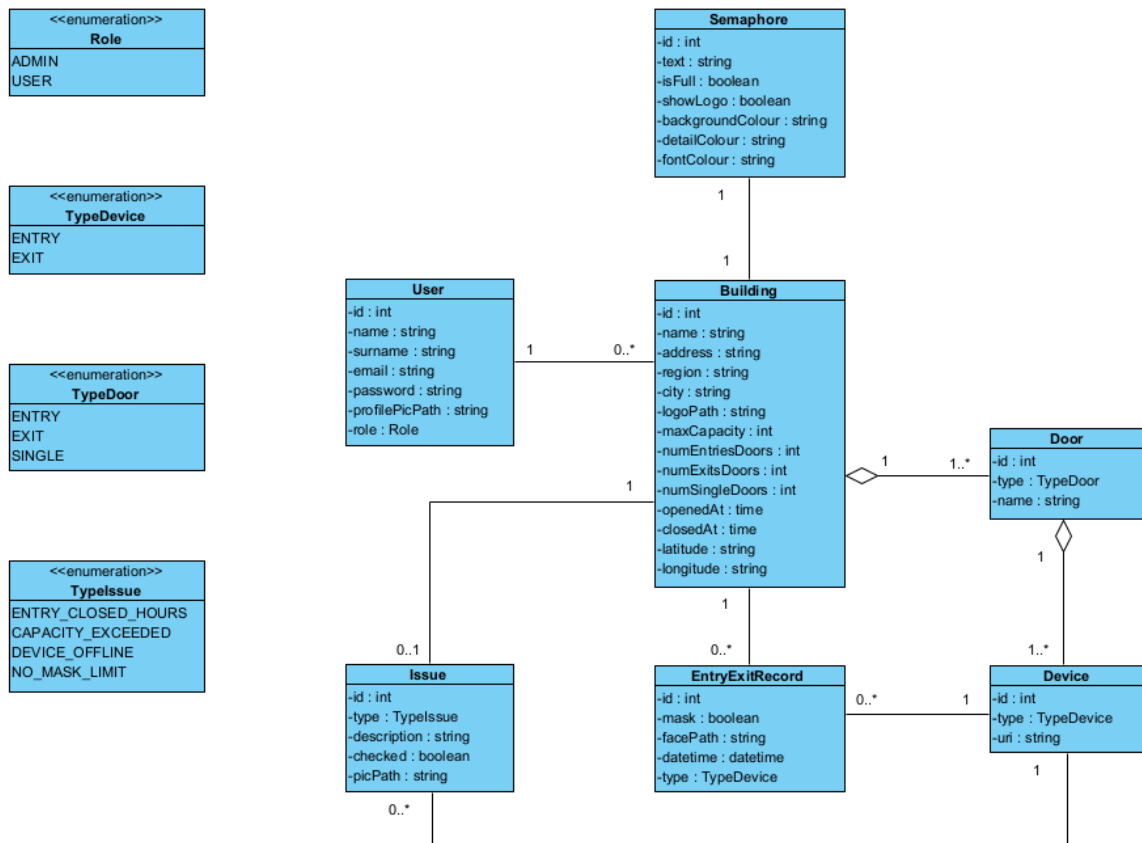 <<enumeration>>
Role
ADMIN
USER
<<enumeration>>
TypeDevice
ENTRY
EXIT
<<enumeration>>
TypeDoor
ENTRY
EXIT
SINGLE
<<enumeration>>
TypeIssue
ENTRY_CLOSED_HOURS
CAPACITY_EXCEEDED
DEVICE_OFFLINE
NO_MASK_LIMIT
Semaphore
-id : int
-text : string
-isFull : boolean
-showLogo : boolean
-backgroundColour : string
-detailColour : string
-fontColour : string
1
1
User
-id : int
-name : string
-surname : string
-email : string
-password : string
-profilePicPath : string
-role : Role
1
0..*
Building
-id : int
-name : string
-address : string
-region : string
-city : string
-logoPath : string
-maxCapacity : int
-numEntriesDoors : int
-numExitsDoors : int
-numSingleDoors : int
-openedAt : time
-closedAt : time
-latitude : string
-longitude : string
1
1..*
Door
-id : int
-type : TypeDoor
-name : string
1
1..*
1
0..1
1
0..*
Issue
-id : int
-type : TypeIssue
-description : string
-checked : boolean
-picPath : string
0..*
EntryExitRecord
-id : int
-mask : boolean
-facePath : string
-datetime : datetime
-type : TypeDevice
0..*
1
Device
-id : int
-type : TypeDevice
-uri : string
1